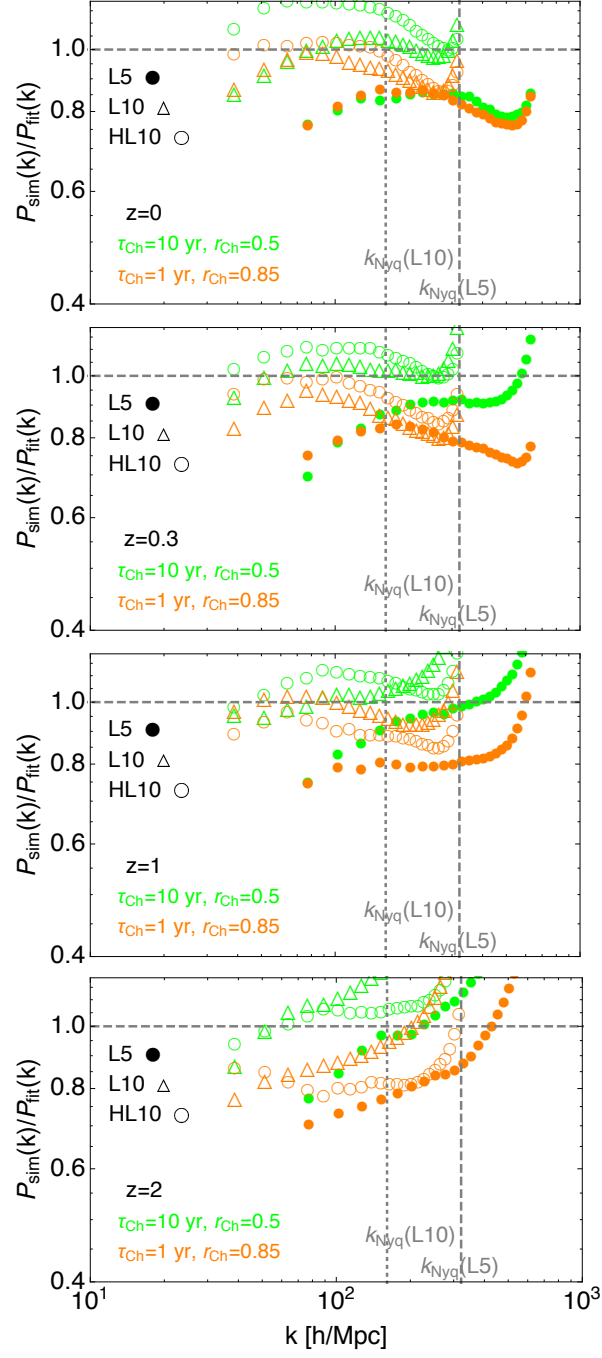 P_sim(k)/P_fit(k)
1.0
0.8
0.6
0.4
L5 ●
L10 △
HL10 ○
z=0
τ_Ch=10 yr, r_Ch=0.5
τ_Ch=1 yr, r_Ch=0.85
k_Nyq(L10)
k_Nyq(L5)
P_sim(k)/P_fit(k)
1.0
0.8
0.6
0.4
L5 ●
L10 △
HL10 ○
z=0.3
τ_Ch=10 yr, r_Ch=0.5
τ_Ch=1 yr, r_Ch=0.85
k_Nyq(L10)
k_Nyq(L5)
P_sim(k)/P_fit(k)
1.0
0.8
0.6
0.4
L5 ●
L10 △
HL10 ○
z=1
τ_Ch=10 yr, r_Ch=0.5
τ_Ch=1 yr, r_Ch=0.85
k_Nyq(L10)
k_Nyq(L5)
P_sim(k)/P_fit(k)
1.0
0.8
0.6
0.4
L5 ●
L10 △
HL10 ○
z=2
τ_Ch=10 yr, r_Ch=0.5
τ_Ch=1 yr, r_Ch=0.85
k_Nyq(L10)
k_Nyq(L5)
10^1 10^2 10^3
k [h/Mpc]